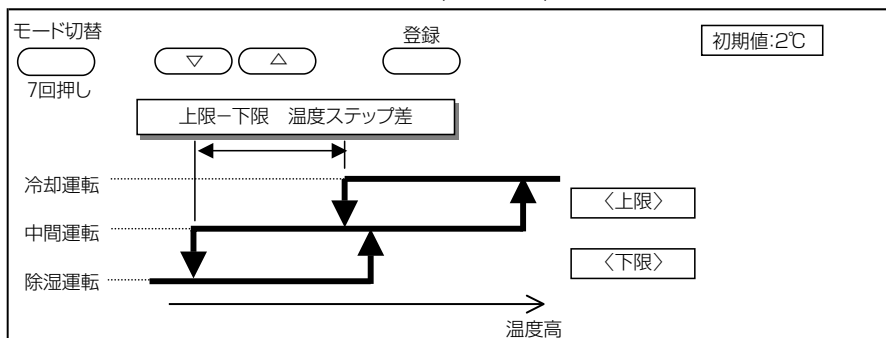 モード切替
▽ △
登録
初期値:2℃
7回押し
上限ー下限 温度ステップ差
冷却運転
〈上限〉
中間運転
〈下限〉
除湿運転
温度高